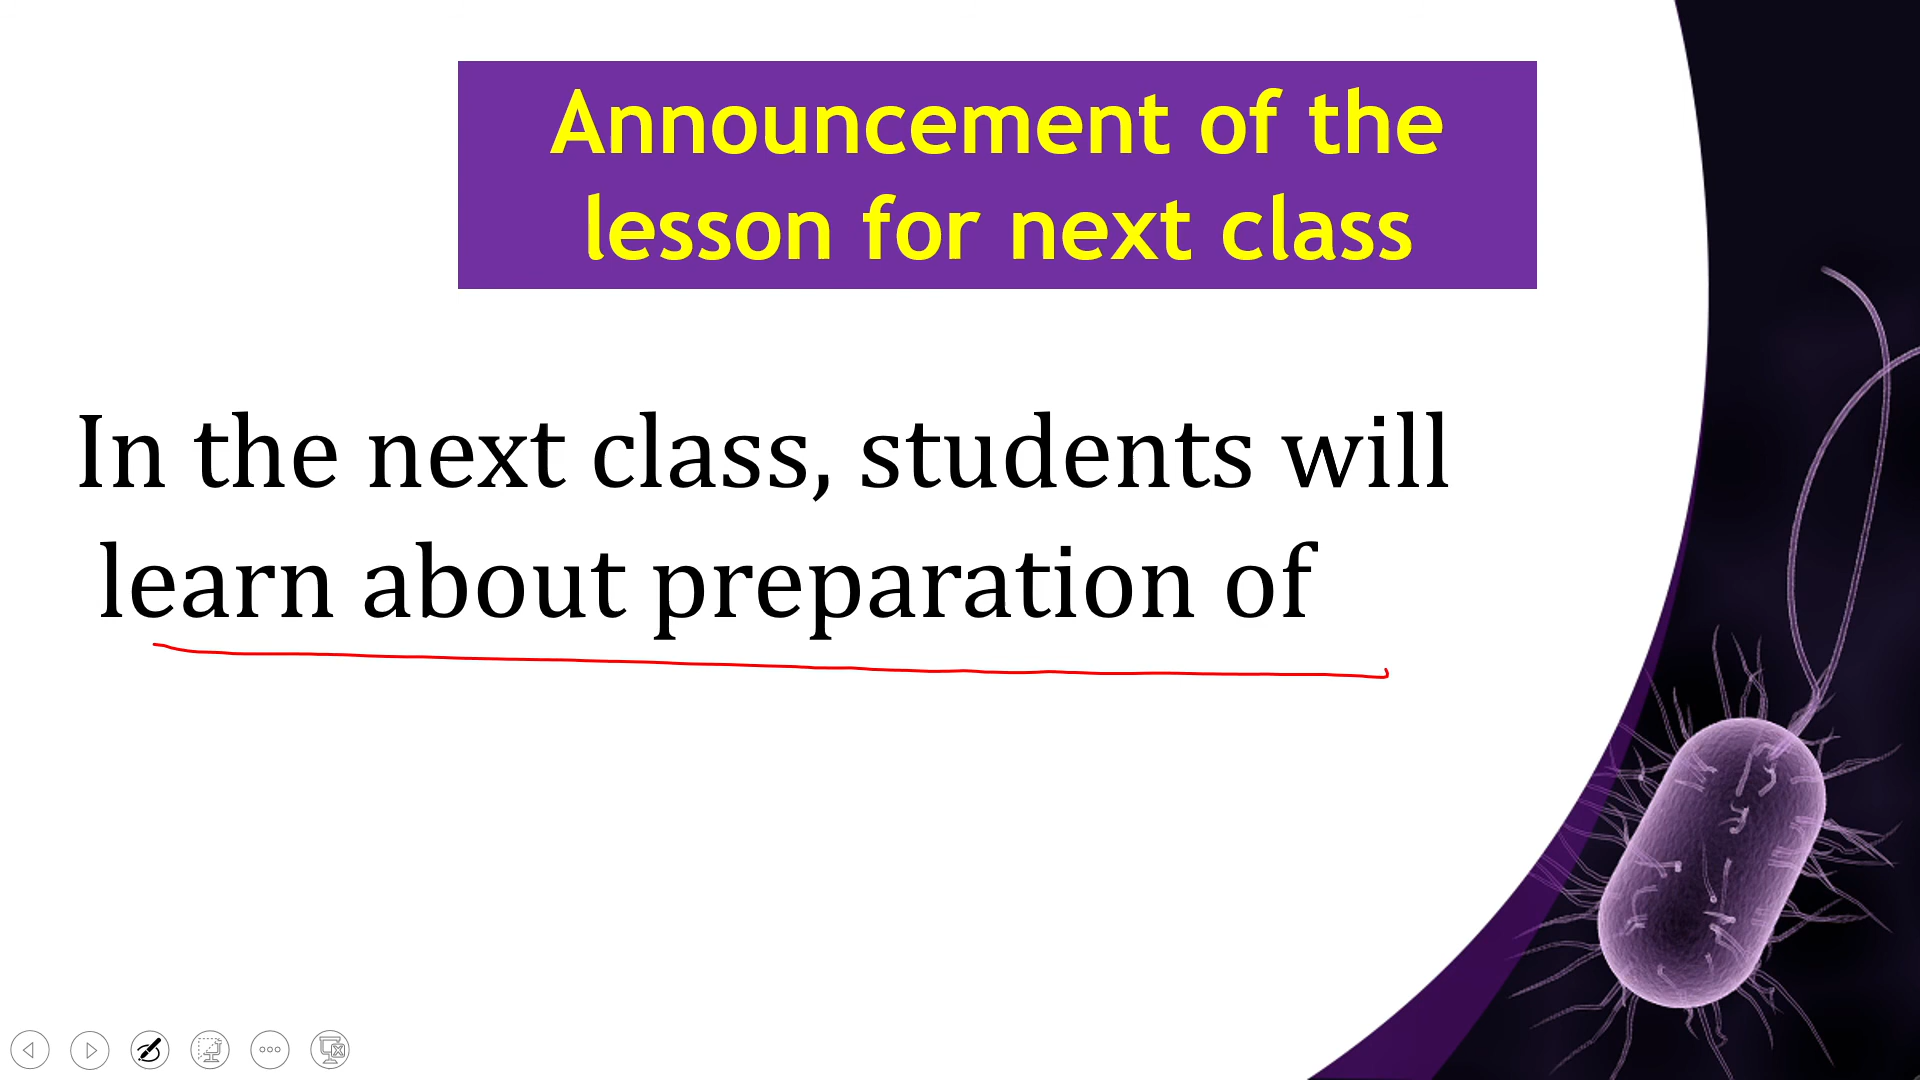 Announcement of the
lesson for next class
In the next class, students will
learn about preparation of